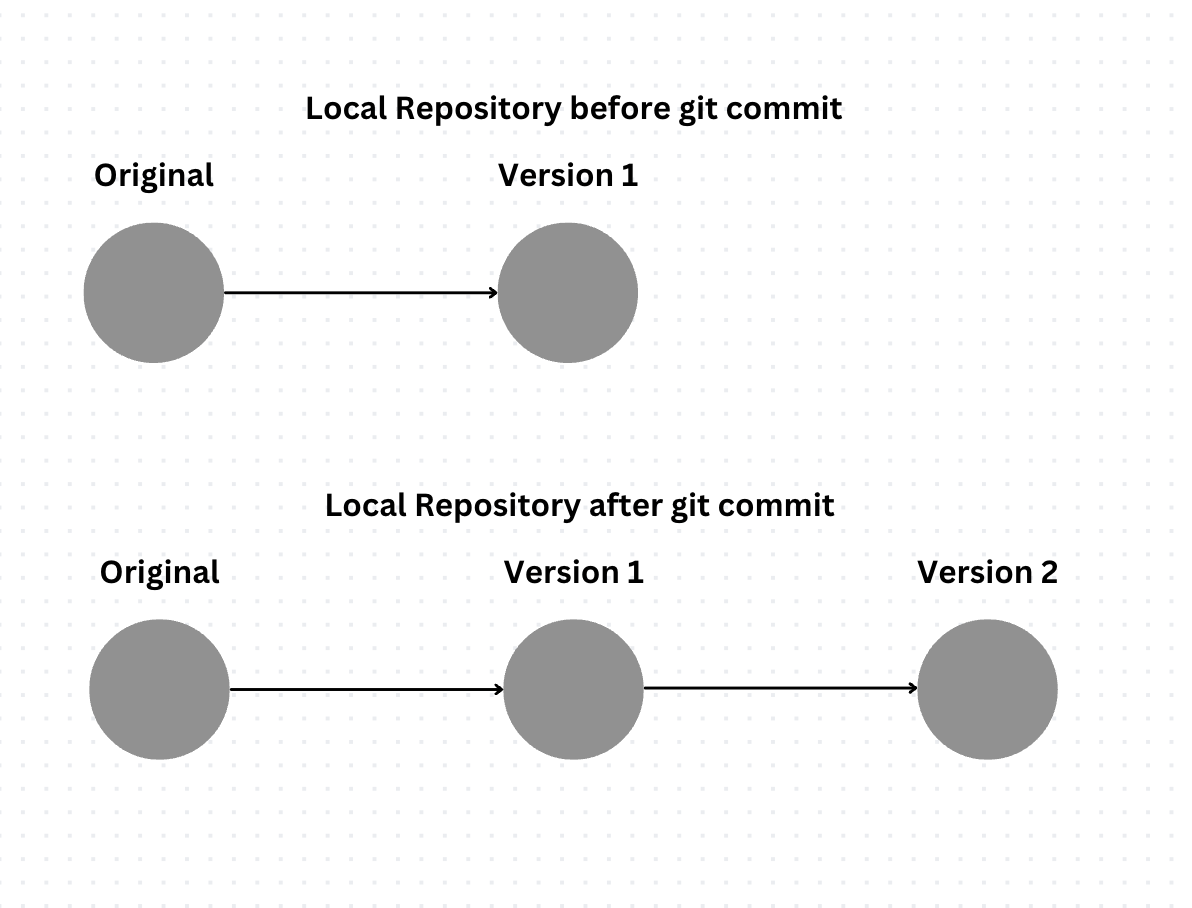 Local Repository before git commit
Original
Version 1
Local Repository after git commit
Original
Version 1
Version 2